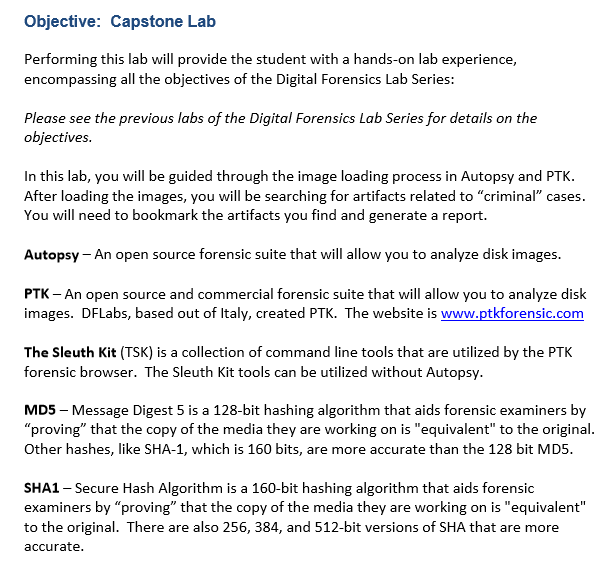 Objective:  Capstone Lab
Performing this lab will provide the student with a hands-on lab experience,
encompassing all the objectives of the Digital Forensics Lab Series:
Please see the previous labs of the Digital Forensics Lab Series for details on the
objectives.
In this lab, you will be guided through the image loading process in Autopsy and PTK.
After loading the images, you will be searching for artifacts related to “criminal” cases.
You will need to bookmark the artifacts you find and generate a report.
Autopsy – An open source forensic suite that will allow you to analyze disk images.
PTK – An open source and commercial forensic suite that will allow you to analyze disk
images.  DFLabs, based out of Italy, created PTK.  The website is www.ptkforensic.com
The Sleuth Kit (TSK) is a collection of command line tools that are utilized by the PTK
forensic browser.  The Sleuth Kit tools can be utilized without Autopsy.
MD5 – Message Digest 5 is a 128-bit hashing algorithm that aids forensic examiners by
“proving” that the copy of the media they are working on is "equivalent" to the original.
Other hashes, like SHA-1, which is 160 bits, are more accurate than the 128 bit MD5.
SHA1 – Secure Hash Algorithm is a 160-bit hashing algorithm that aids forensic
examiners by “proving” that the copy of the media they are working on is "equivalent"
to the original.  There are also 256, 384, and 512-bit versions of SHA that are more
accurate.